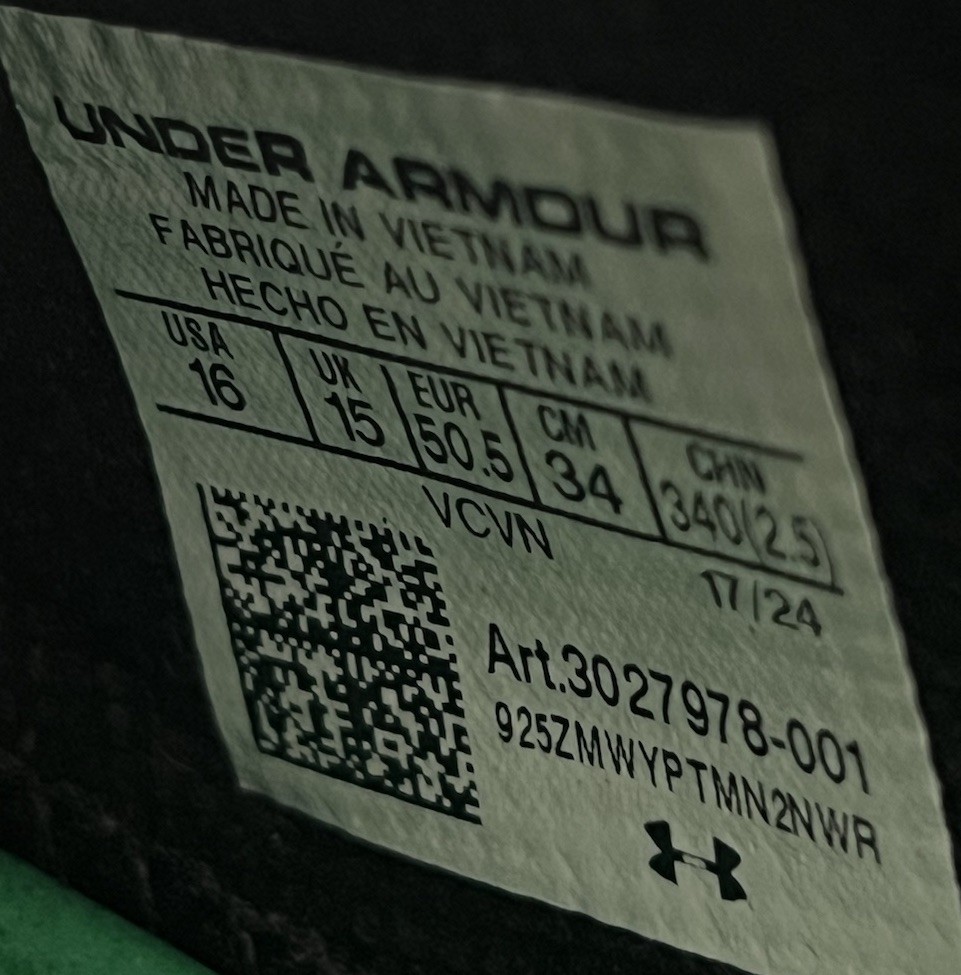 UNDER ARMOUR
MADE IN VIETNAM
FABRIQUÉ AU VIETNAM
HECHO EN VIETNAM
USA UK EUR CM CHN
16 15 50.5 34 340(2.5)
VCVN
17/24
Art.3027978-001
925ZMWYPTMN2NWR